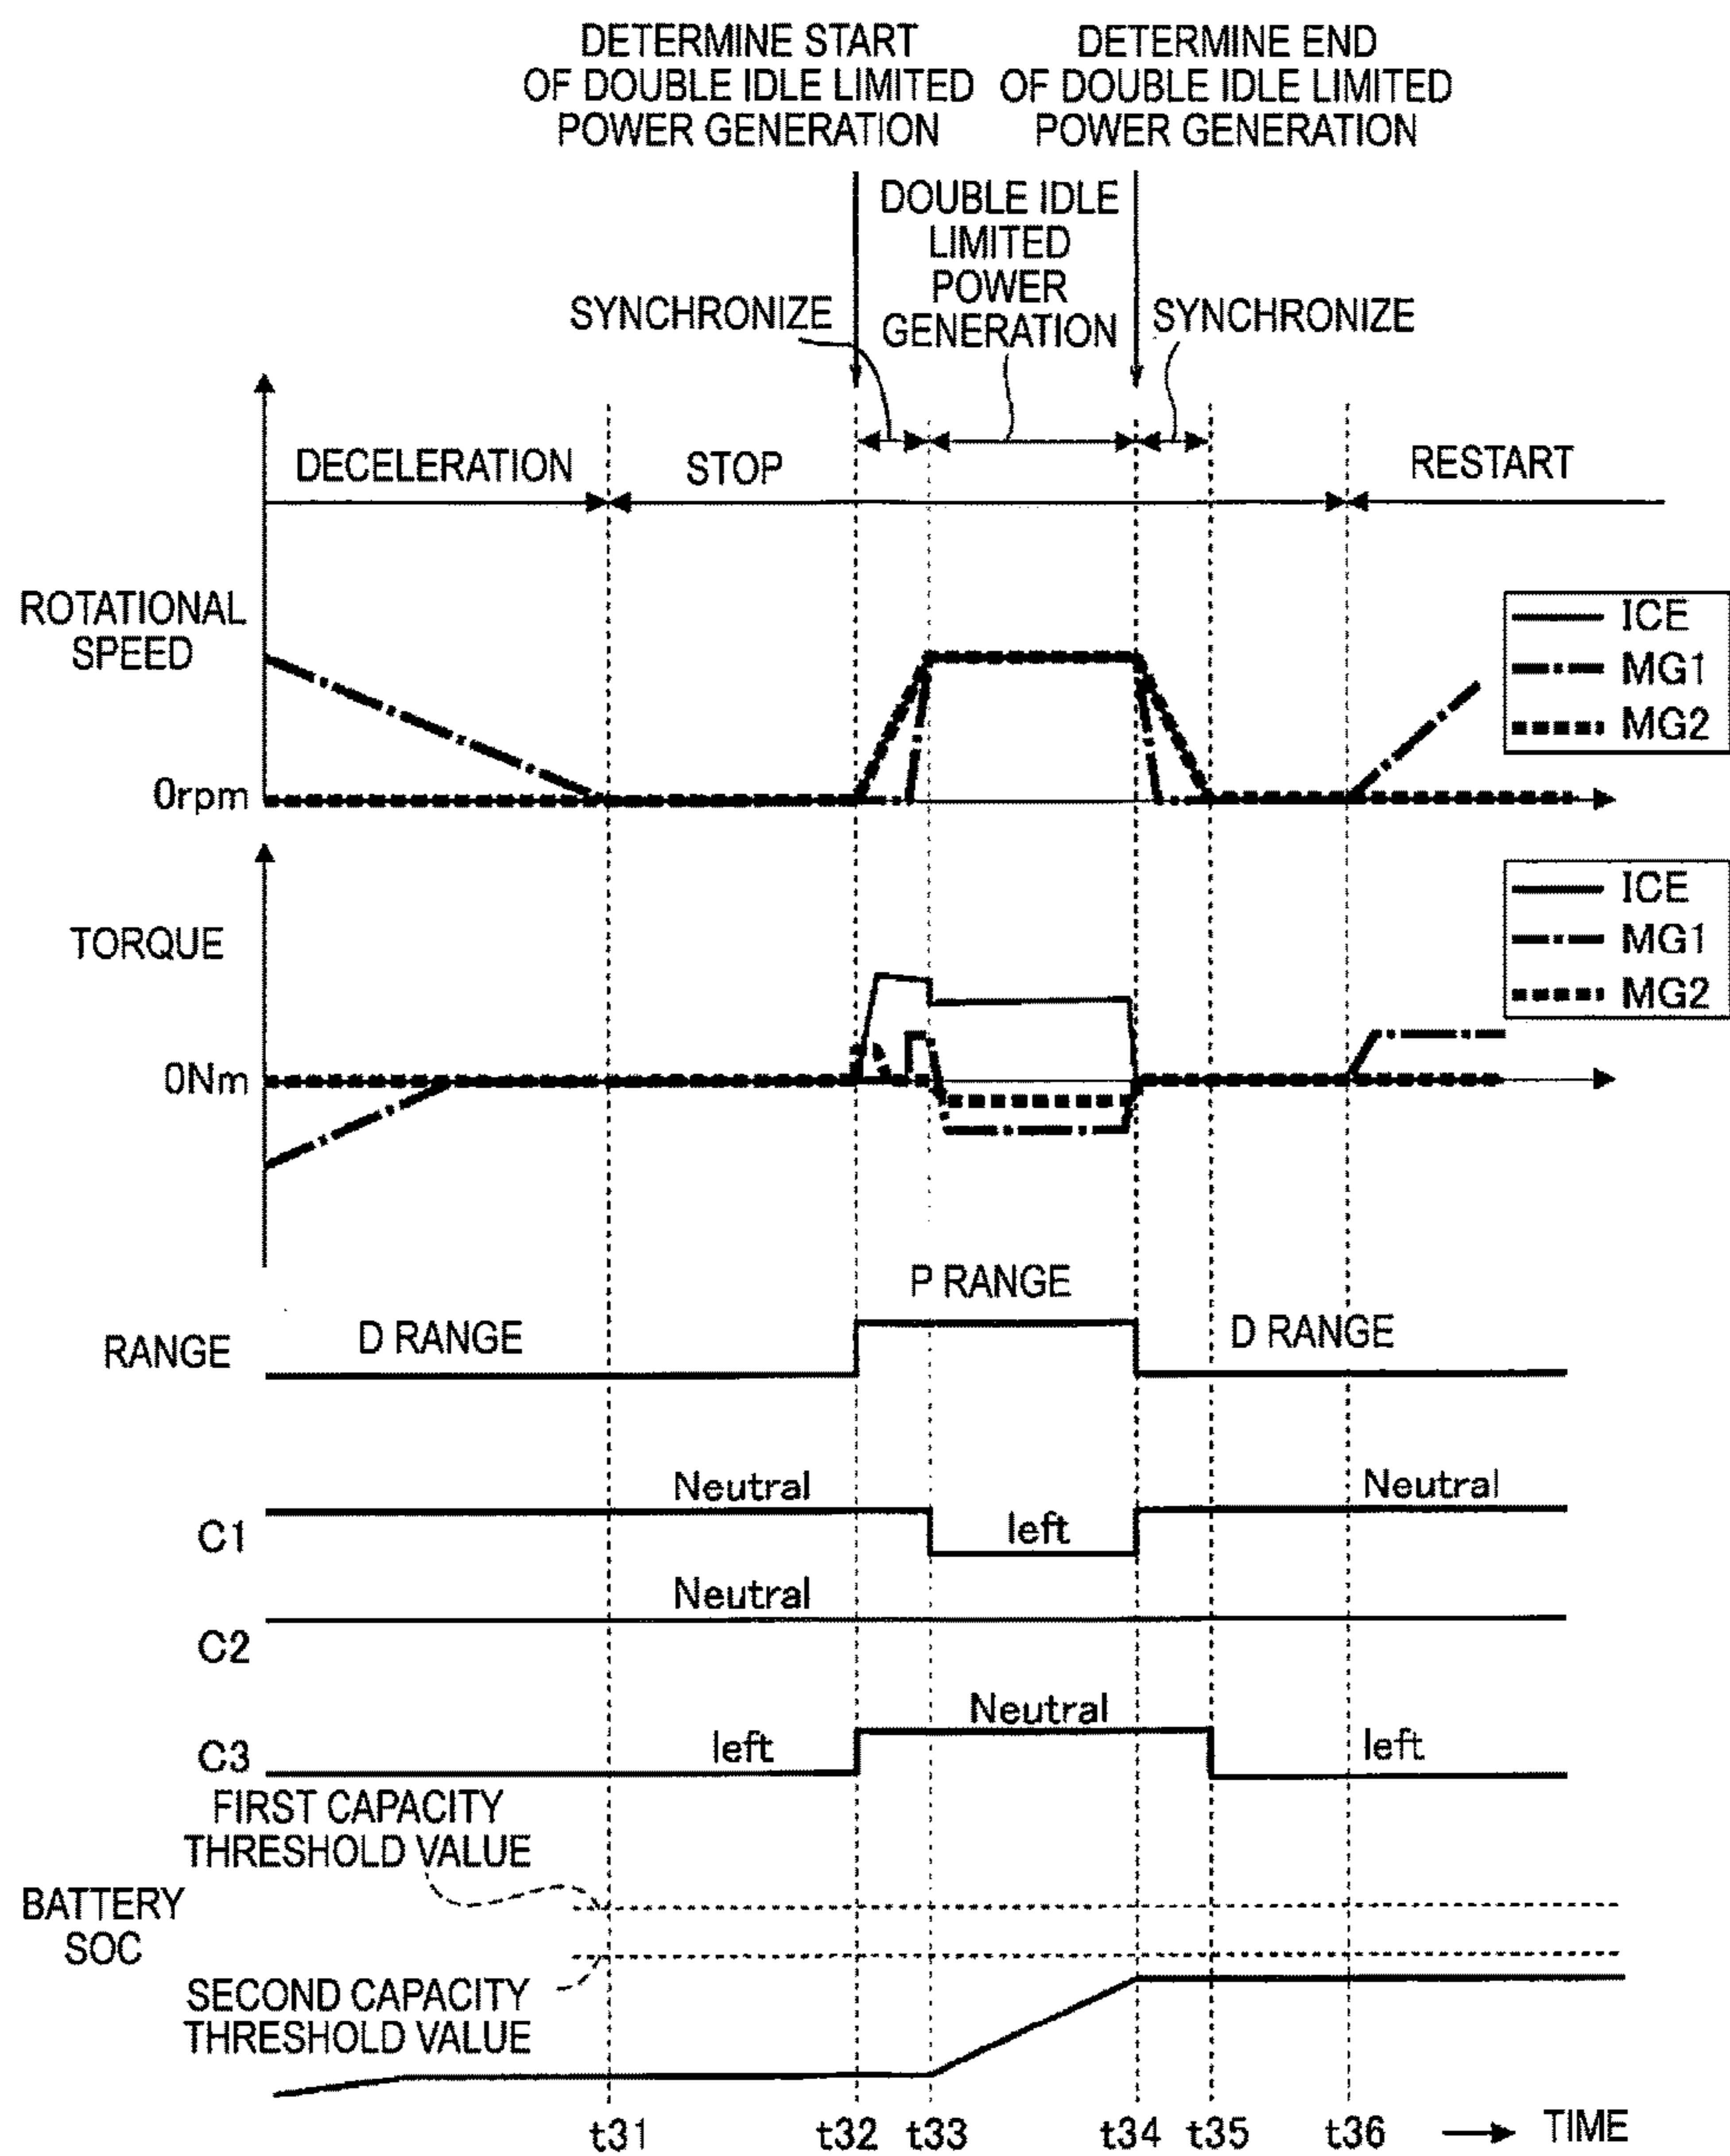 DETERMINE START
OF DOUBLE IDLE LIMITED
POWER GENERATION
DETERMINE END
OF DOUBLE IDLE LIMITED
POWER GENERATION
DOUBLE IDLE
LIMITED
POWER
GENERATION
SYNCHRONIZE
SYNCHRONIZE
DECELERATION
STOP
RESTART
ROTATIONAL
SPEED
ICE
MG1
MG2
0rpm
TORQUE
ICE
MG1
MG2
0Nm
P RANGE
RANGE
D RANGE
D RANGE
Neutral
Neutral
C1
left
Neutral
C2
Neutral
C3
left
left
FIRST CAPACITY
THRESHOLD VALUE
BATTERY
SOC
SECOND CAPACITY
THRESHOLD VALUE
t31
t32
t33
t34
t35
t36
TIME